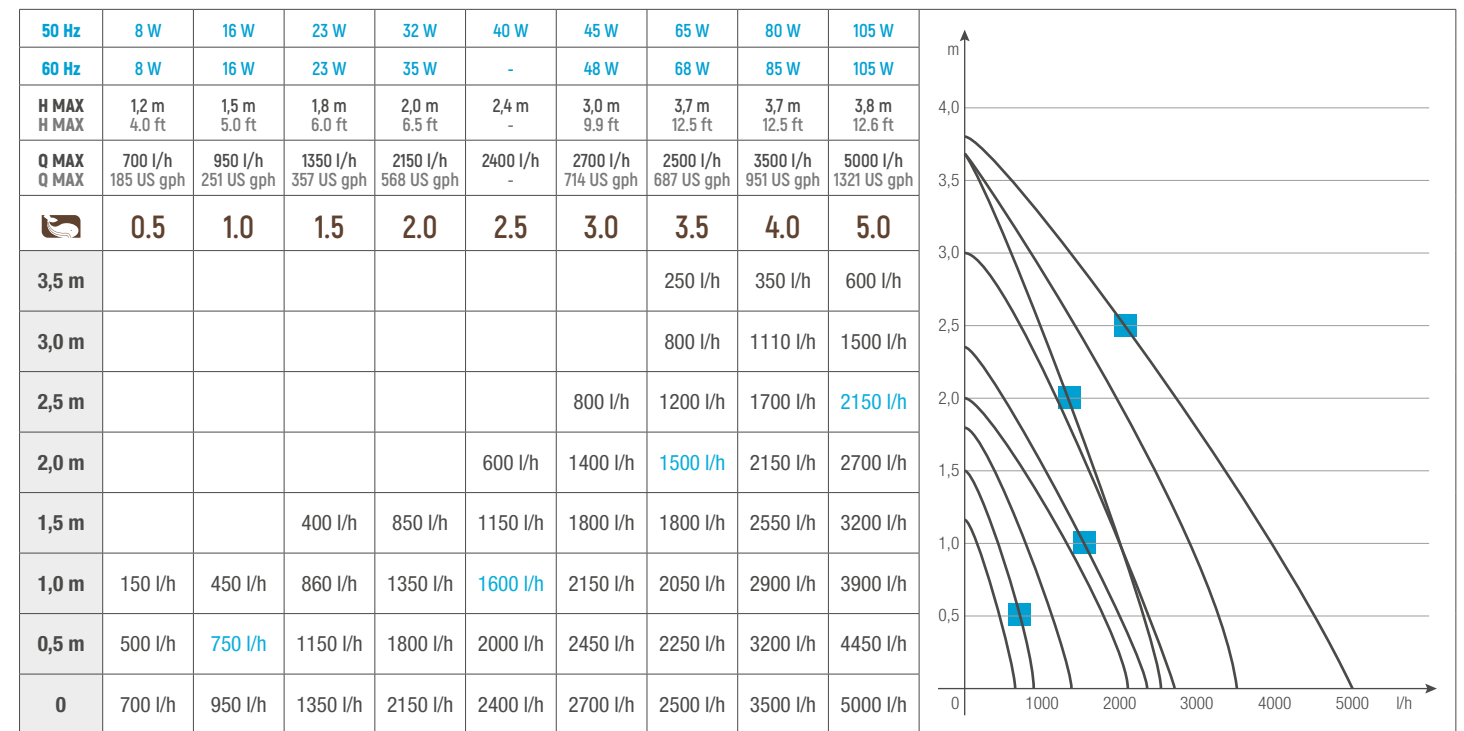 50 Hz 8 W 16 W 23 W 32 W 40 W 45 W 65 W 80 W 105 W
60 Hz 8 W 16 W 23 W 35 W - 48 W 68 W 85 W 105 W
H MAX 1,2 m 1,5 m 1,8 m 2,0 m 2,4 m 3,0 m 3,7 m 3,7 m 3,8 m
H MAX 4.0 ft 5.0 ft 6.0 ft 6.5 ft - 9.9 ft 12.5 ft 12.5 ft 12.6 ft
Q MAX 700 l/h 950 l/h 1350 l/h 2150 l/h 2400 l/h 2700 l/h 2500 l/h 3500 l/h 5000 l/h
Q MAX 185 US gph 251 US gph 357 US gph 568 US gph - 714 US gph 687 US gph 951 US gph 1321 US gph
0.5 1.0 1.5 2.0 2.5 3.0 3.5 4.0 5.0
3,5 m 250 l/h 350 l/h 600 l/h
3,0 m 800 l/h 1110 l/h 1500 l/h
2,5 m 800 l/h 1200 l/h 1700 l/h 2150 l/h
2,0 m 600 l/h 1400 l/h 1500 l/h 2150 l/h 2700 l/h
1,5 m 400 l/h 850 l/h 1150 l/h 1800 l/h 1800 l/h 2550 l/h 3200 l/h
1,0 m 150 l/h 450 l/h 860 l/h 1350 l/h 1600 l/h 2150 l/h 2050 l/h 2900 l/h 3900 l/h
0,5 m 500 l/h 750 l/h 1150 l/h 1800 l/h 2000 l/h 2450 l/h 2250 l/h 3200 l/h 4450 l/h
0 700 l/h 950 l/h 1350 l/h 2150 l/h 2400 l/h 2700 l/h 2500 l/h 3500 l/h 5000 l/h
m
4,0
3,5
3,0
2,5
2,0
1,5
1,0
0,5
0 1000 2000 3000 4000 5000 l/h